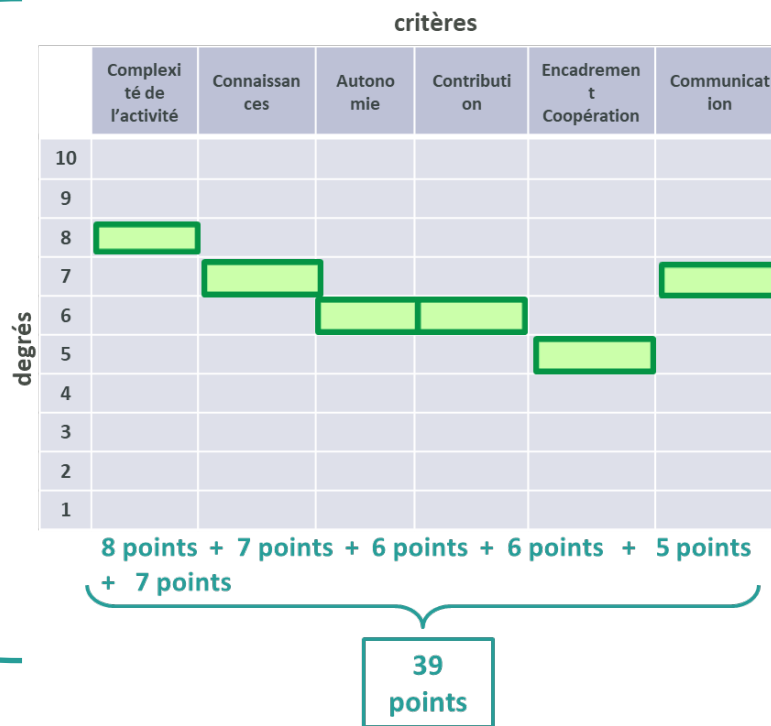 critères
Complexi
té de
l'activité
Connaissan
ces
Autono
mie
Contributi
on
Encadremen
t
Coopération
Communicat
ion
degrés
10
9
8
7
6
5
4
3
2
1
8 points + 7 points + 6 points + 6 points + 5 points
+ 7 points
39
points